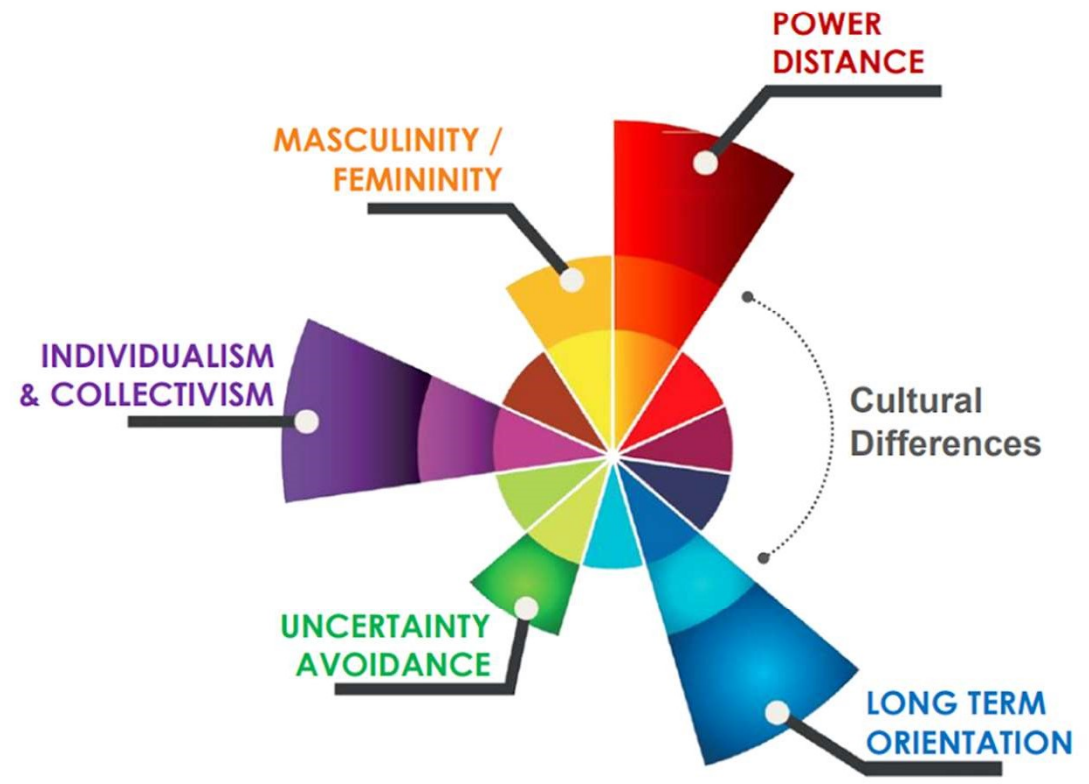 POWER
DISTANCE
MASCULINITY /
FEMININITY
INDIVIDUALISM
& COLLECTIVISM
Cultural
Differences
UNCERTAINTY
AVOIDANCE
LONG TERM
ORIENTATION